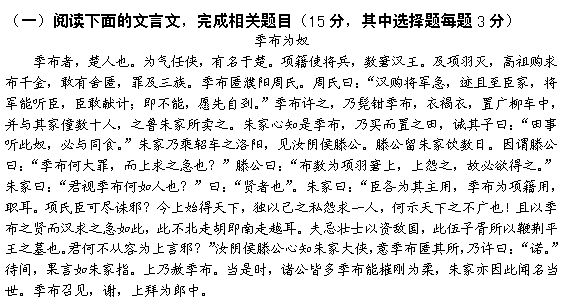 （一）阅读下面的文言文，完成相关题目（15分，其中选择题每题3分）
季布为奴
季布者，楚人也。为气任侠，有名于楚。项籍使将兵，数窘汉王。及项羽灭，高祖购求
布千金，敢有舍匿，罪及三族。季布匿濮阳周氏。周氏曰：“汉购将军急，迹且至臣家，将
军能听臣，臣敢献计；即不能，愿先自刭。”季布许之，乃髡钳季布，衣褐衣，置广柳车中，
并与其家僮数十人，之鲁朱家所卖之。朱家心知是季布，乃买而置之田，诫其子曰：“田事
听此奴，必与同食。”朱家乃乘轺车之洛阳，见汝阴侯滕公。滕公留朱家饮数日。因谓滕公
曰：“季布何大罪，而上求之急也？”滕公曰：“布数为项羽窘上，上怨之，故必欲得之。”
朱家曰：“君视季布何如人也？”曰：“贤者也”。朱家曰：“臣各为其主用，季布为项籍用，
职耳。项氏臣可尽诛邪？今上始得天下，独以己之私怨求一人，何示天下之不广也！且以季
布之贤而汉求之急如此，此不北走胡即南走越耳。夫忌壮士以资敌国，此伍子胥所以鞭荆平
王之墓也。君何不从容为上言邪？”汝阴侯滕公心知朱家大侠，意季布匿其所，乃许曰：“诺。”
待间，果言如朱家指。上乃赦季布。当是时，诸公皆多季布能摧刚为柔，朱家亦因此闻名当
世。季布召见，谢，上拜为郎中。